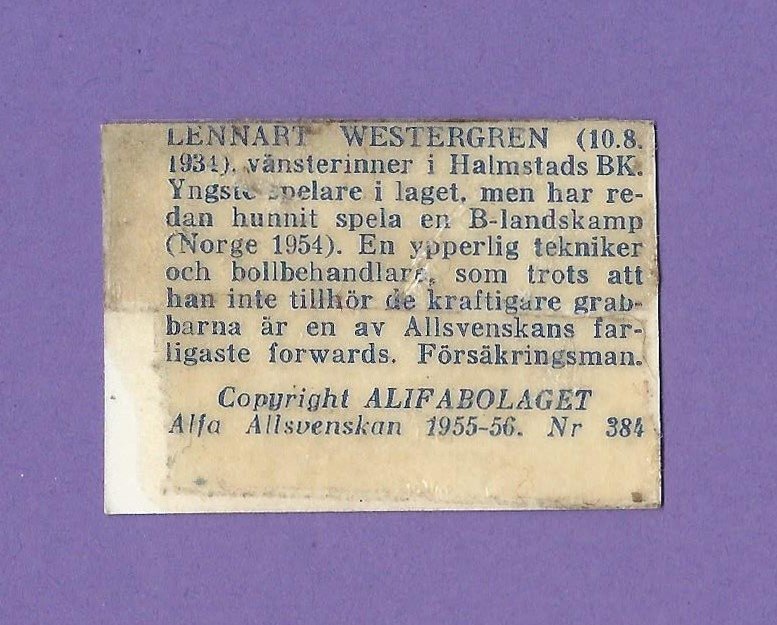 LENNART WESTERGREN (10.8.
1934), vänsterinner i Halmstads BK.
Yngste spelare i laget, men har re-
dan hunnit spela en B-landskamp
(Norge 1954). En ypperlig tekniker
och bollbehandlare, som trots att
han inte tillhör de kraftigare grab-
barna är en av Allsvenskans far-
ligaste forwards. Försäkringsman.
Copyright ALIFABOLAGET
Alfa Allsvenskan 1955-56. Nr 384